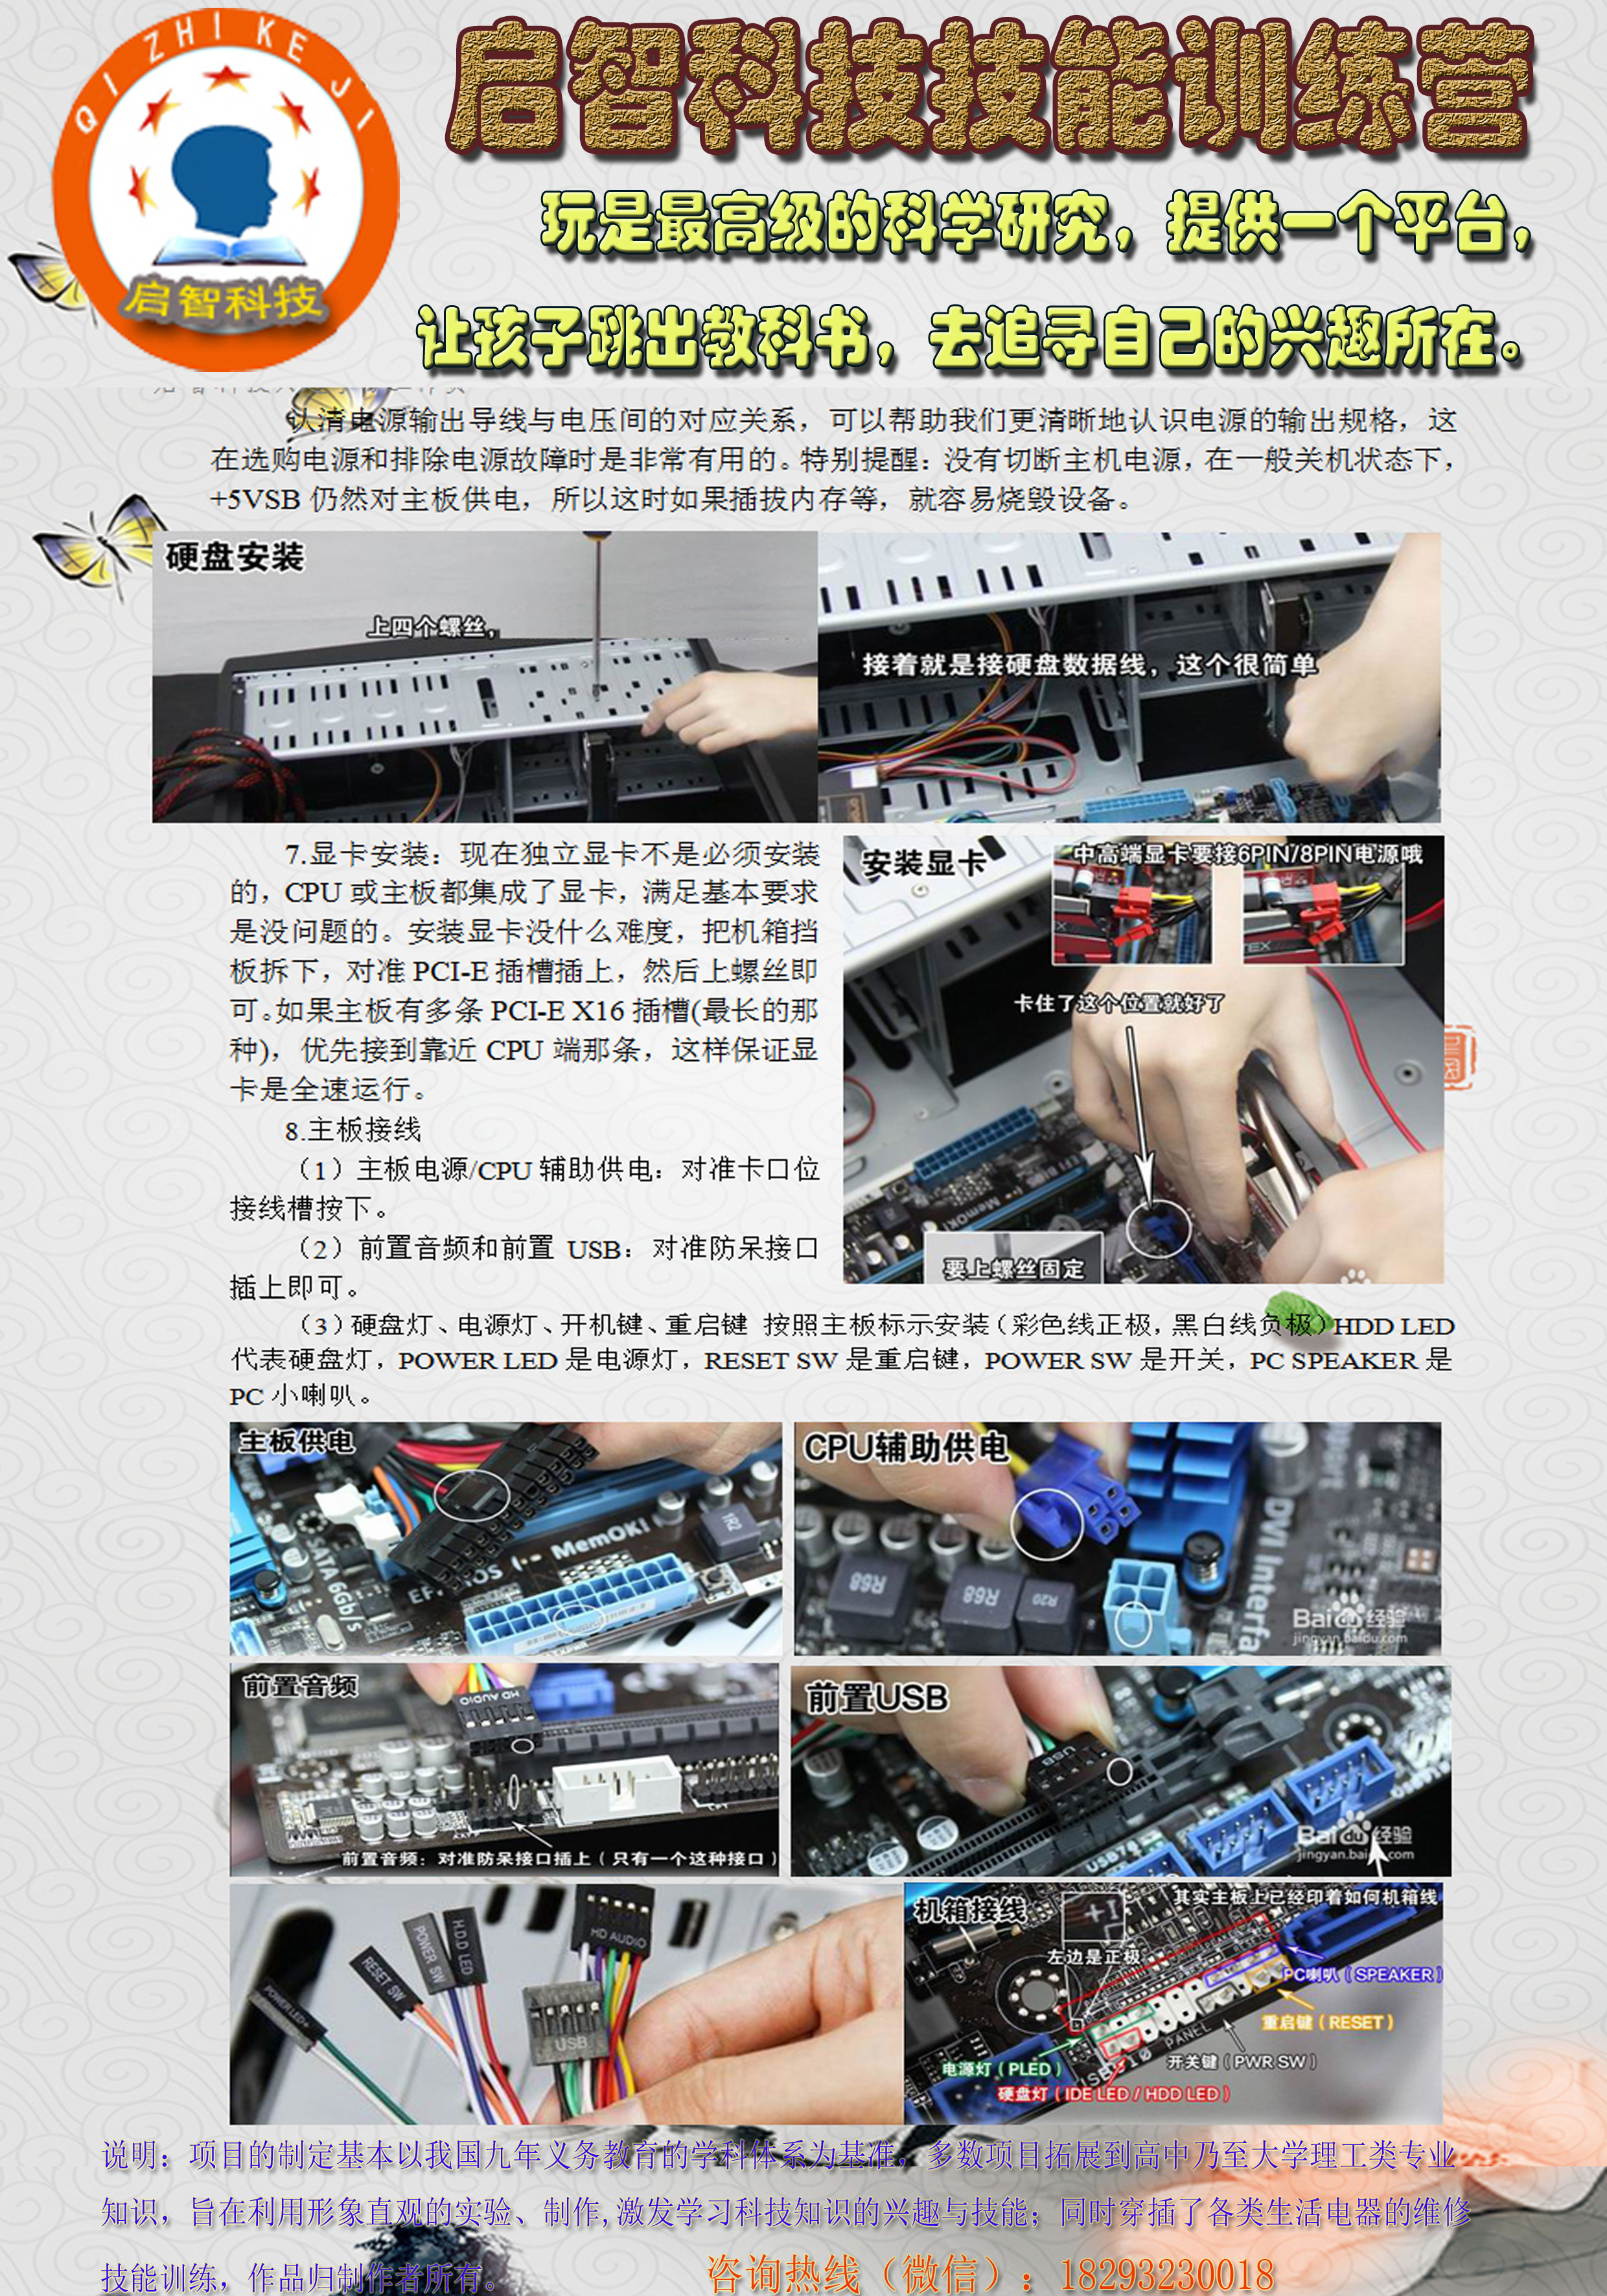 QI ZHI KE JI
启智科技
启智科技技能训练营
玩是最高级的科学研究，提供一个平台，
让孩子跳出教科书，去追寻自己的兴趣所在。
认清电源输出导线与电压间的对应关系，可以帮助我们更清晰地认识电源的输出规格，这
在选购电源和排除电源故障时是非常有用的。特别提醒：没有切断主机电源，在一般关机状态下，
+5VSB 仍然对主板供电，所以这时如果插拔内存等，就容易烧毁设备。
硬盘安装
上四个螺丝，
接着就是接硬盘数据线，这个很简单
7.显卡安装：现在独立显卡不是必须安装
的，CPU 或主板都集成了显卡，满足基本要求
是没问题的。安装显卡没什么难度，把机箱挡
板拆下，对准 PCI-E 插槽插上，然后上螺丝即
可。如果主板有多条 PCI-E X16 插槽(最长的那
种)，优先接到靠近 CPU 端那条，这样保证显
卡是全速运行。
8.主板接线
（1）主板电源/CPU 辅助供电：对准卡口位
接线槽按下。
（2）前置音频和前置 USB：对准防呆接口
插上即可。
安装显卡
中高端显卡要接6PIN/8PIN电源哦
卡住了这个位置就好了
MemOK!
要上螺丝固定
（3）硬盘灯、电源灯、开机键、重启键 按照主板标示安装（彩色线正极，黑白线负极）HDD LED
代表硬盘灯，POWER LED 是电源灯，RESET SW 是重启键，POWER SW 是开关，PC SPEAKER 是
PC 小喇叭。
主板供电
SATA 6Gb/s
MemOK!
1R2
CPU辅助供电
R68
R68
R20
DVI Interfa
Baidu经验
jingyan.baidu.com
前置音频
HD AUDIO
前置音频：对准防呆接口插上（只有一个这种接口）
前置USB
USB
Baidu经验
jingyan.baidu.com
POWER LED+
RESET SW
POWER SW
H.D.D LED
HD AUDIO
USB
机箱接线
其实主板上已经印着如何机箱线
左边是正极
PC喇叭（SPEAKER）
重启键（RESET）
PANEL
开关键（PWR SW）
电源灯（PLED）
硬盘灯（IDE LED / HDD LED）
说明：项目的制定基本以我国九年义务教育的学科体系为基准，多数项目拓展到高中乃至大学理工类专业
知识，旨在利用形象直观的实验、制作,激发学习科技知识的兴趣与技能；同时穿插了各类生活电器的维修
技能训练，作品归制作者所有。
咨询热线（微信）：18293230018